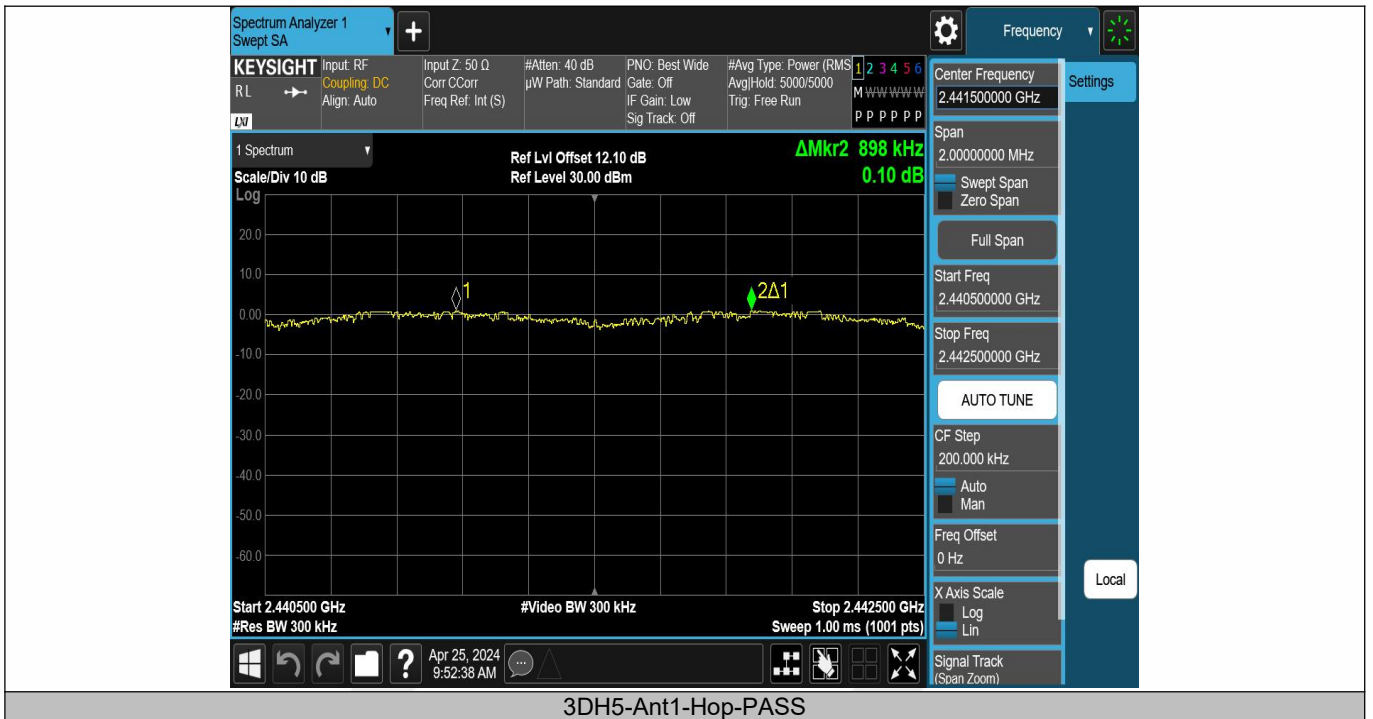 Spectrum Analyzer 1
Swept SA
+
Frequency
KEYSIGHT
RL
LXI
Input: RF
Coupling: DC
Align: Auto
Input Z: 50 Ω
Corr CCorr
Freq Ref: Int (S)
#Atten: 40 dB
µW Path: Standard
PNO: Best Wide
Gate: Off
IF Gain: Low
Sig Track: Off
#Avg Type: Power (RMS
Avg|Hold: 5000/5000
Trig: Free Run
1 2 3 4 5 6
M W W W W W
P P P P P P
1 Spectrum
Scale/Div 10 dB
Log
Ref Lvl Offset 12.10 dB
Ref Level 30.00 dBm
ΔMkr2 898 kHz
0.10 dB
20.0
10.0
0.00
-10.0
-20.0
-30.0
-40.0
-50.0
-60.0
1
2Δ1
Start 2.440500 GHz
#Res BW 300 kHz
#Video BW 300 kHz
Stop 2.442500 GHz
Sweep 1.00 ms (1001 pts)
Center Frequency
2.441500000 GHz
Settings
Span
2.00000000 MHz
Swept Span
Zero Span
Full Span
Start Freq
2.440500000 GHz
Stop Freq
2.442500000 GHz
AUTO TUNE
CF Step
200.000 kHz
Auto
Man
Freq Offset
0 Hz
X Axis Scale
Log
Lin
Local
Signal Track
(Span Zoom)
?
Apr 25, 2024
9:52:38 AM
3DH5-Ant1-Hop-PASS